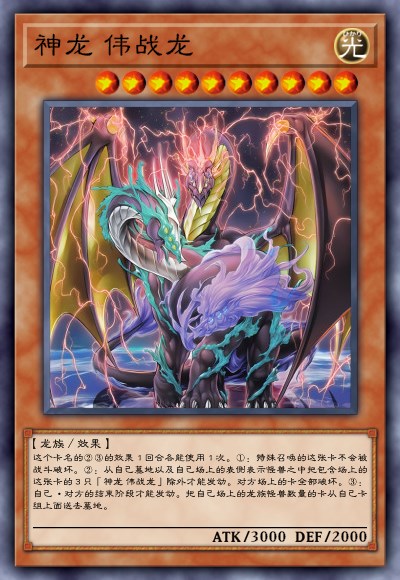 神龙 伟战龙
光
ひかり
【龙族／效果】
这个卡名的②③的效果1回合各能使用1次。①：特殊召唤的这张卡不会被
战斗破坏。②：从自己墓地以及自己场上的表侧表示怪兽之中把包含场上的
这张卡的3只「神龙 伟战龙」除外才能发动。对方场上的卡全部破坏。③：
自己·对方的结束阶段才能发动。把自己场上的龙族怪兽数量的卡从自己卡
组上面送去墓地。
ATK/3000 DEF/2000